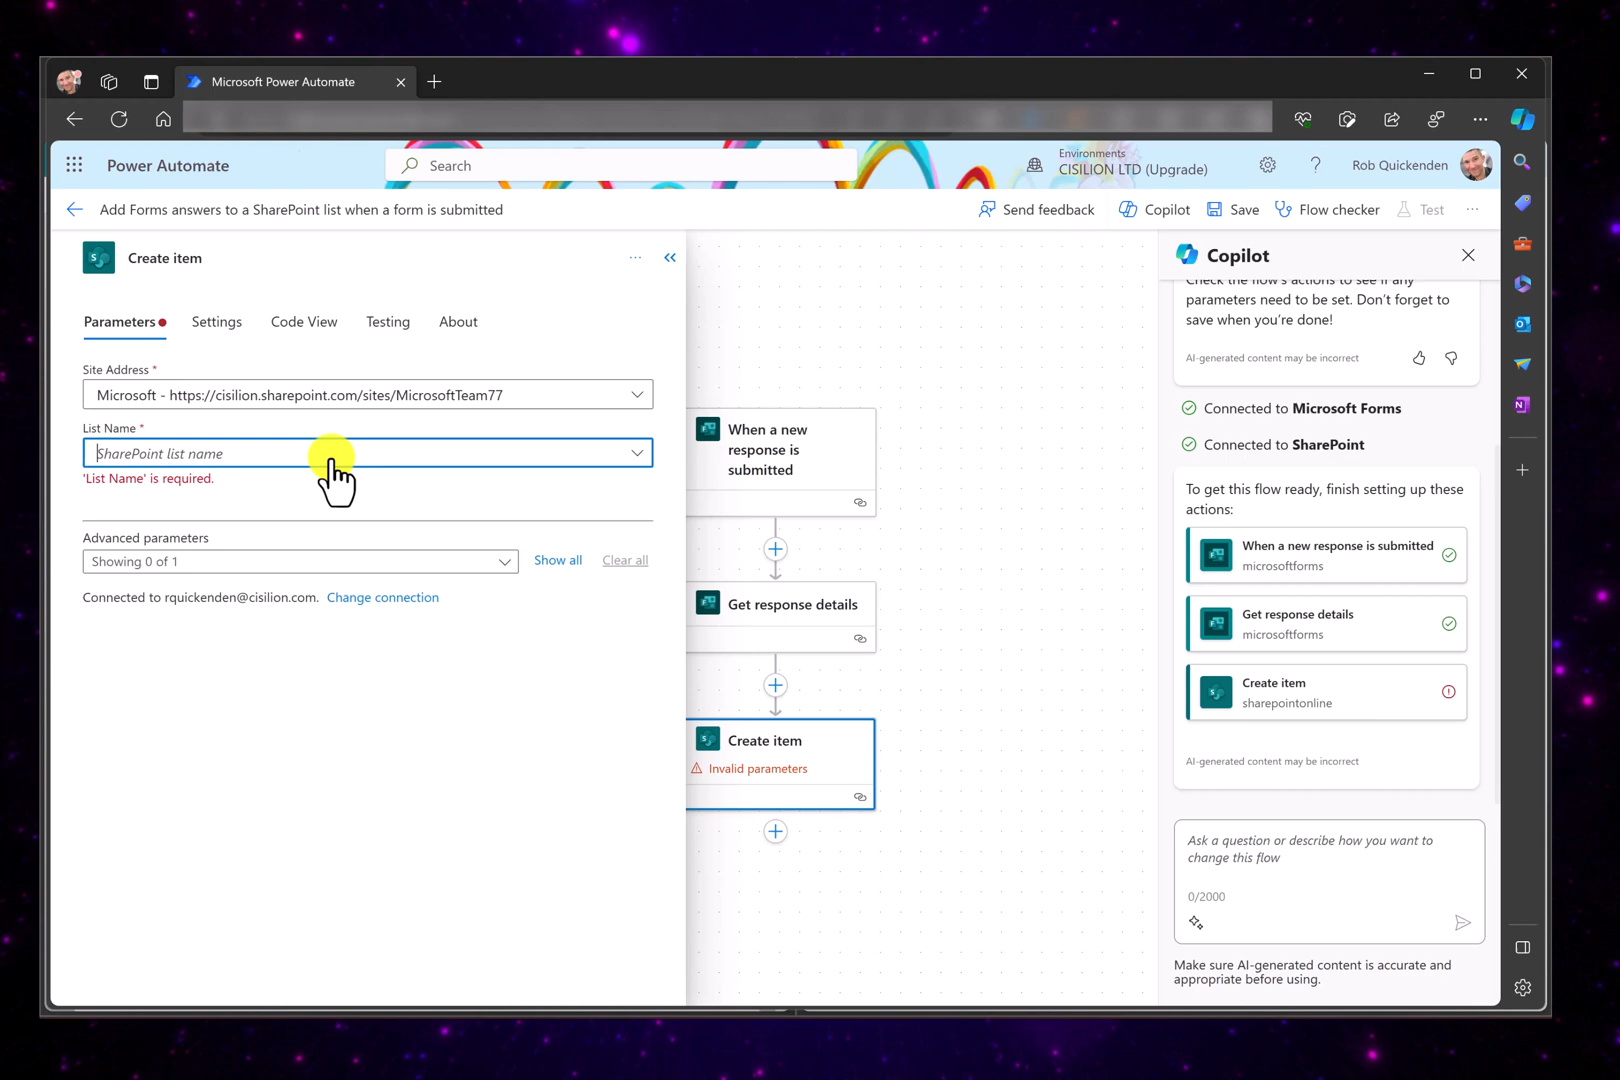 Microsoft Power Automate
Power Automate
Search
Environments
CISILION LTD (Upgrade)
Rob Quickenden
Add Forms answers to a SharePoint list when a form is submitted
Send feedback
Copilot
Save
Flow checker
Test
Create item
Parameters
Settings
Code View
Testing
About
Site Address *
Microsoft - https://cisilion.sharepoint.com/sites/MicrosoftTeam77
List Name *
SharePoint list name
'List Name' is required.
Advanced parameters
Showing 0 of 1
Show all
Clear all
Connected to rquickenden@cisilion.com. Change connection
When a new
response is
submitted
Get response details
Create item
Invalid parameters
Copilot
Check the flow's actions to see if any
parameters need to be set. Don't forget to
save when you're done!
AI-generated content may be incorrect
Connected to Microsoft Forms
Connected to SharePoint
To get this flow ready, finish setting up these
actions:
When a new response is submitted
microsoftforms
Get response details
microsoftforms
Create item
sharepointonline
AI-generated content may be incorrect
Ask a question or describe how you want to
change this flow
0/2000
Make sure AI-generated content is accurate and
appropriate before using.